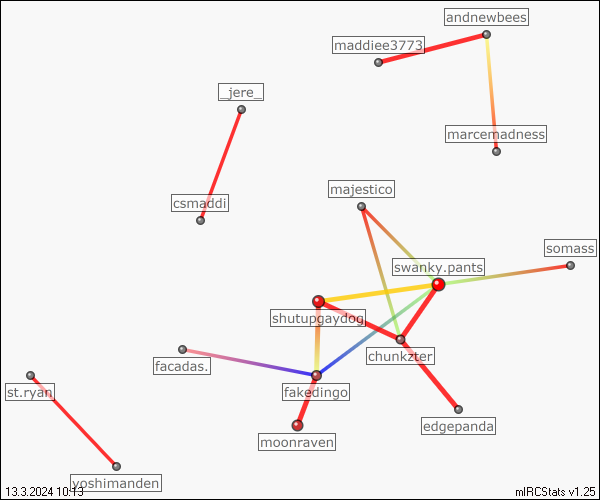 andnewbees
maddiee3773
_jere_
marcemadness
csmaddi
majestico
somass
swanky.pants
shutupgaydog
chunkzter
facadas.
fakedingo
st.ryan
edgepanda
moonraven
yoshimanden
13.3.2024 10:13
mIRCStats v1.25